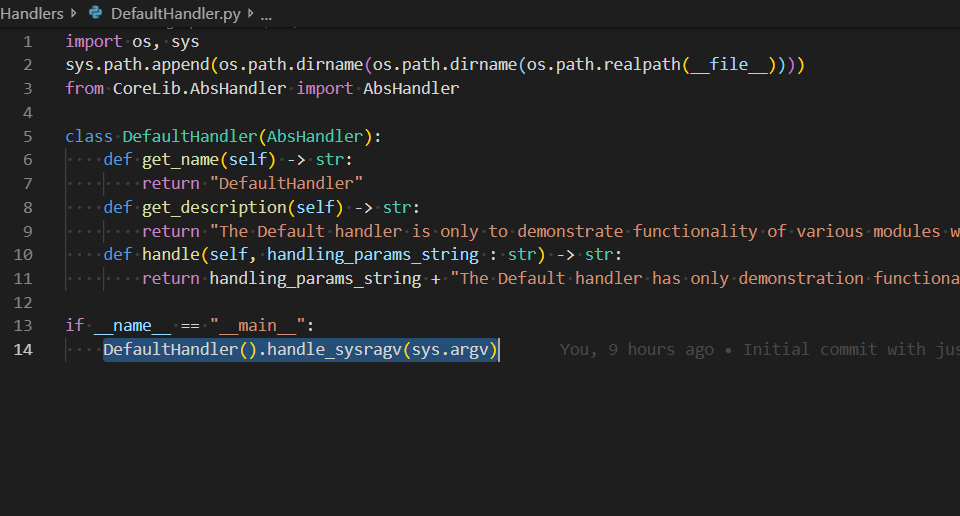 Handlers > DefaultHandler.py > ...
1 import os, sys
2 sys.path.append(os.path.dirname(os.path.dirname(os.path.realpath(__file__))))
3 from CoreLib.AbsHandler import AbsHandler
4
5 class DefaultHandler(AbsHandler):
6     def get_name(self) -> str:
7         return "DefaultHandler"
8     def get_description(self) -> str:
9         return "The Default handler is only to demonstrate functionality of various modules w
10     def handle(self, handling_params_string : str) -> str:
11         return handling_params_string + "The Default handler has only demonstration functiona
12
13 if __name__ == "__main__":
14     DefaultHandler().handle_sysragv(sys.argv) You, 9 hours ago • Initial commit with jus